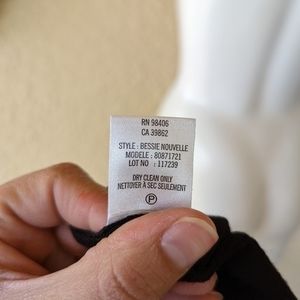 RN 98406
CA 39862
STYLE : BESSIE NOUVELLE
MODELE : 80871721
LOT NO : 117239
DRY CLEAN ONLY
NETTOYER À SEC SEULEMENT
P